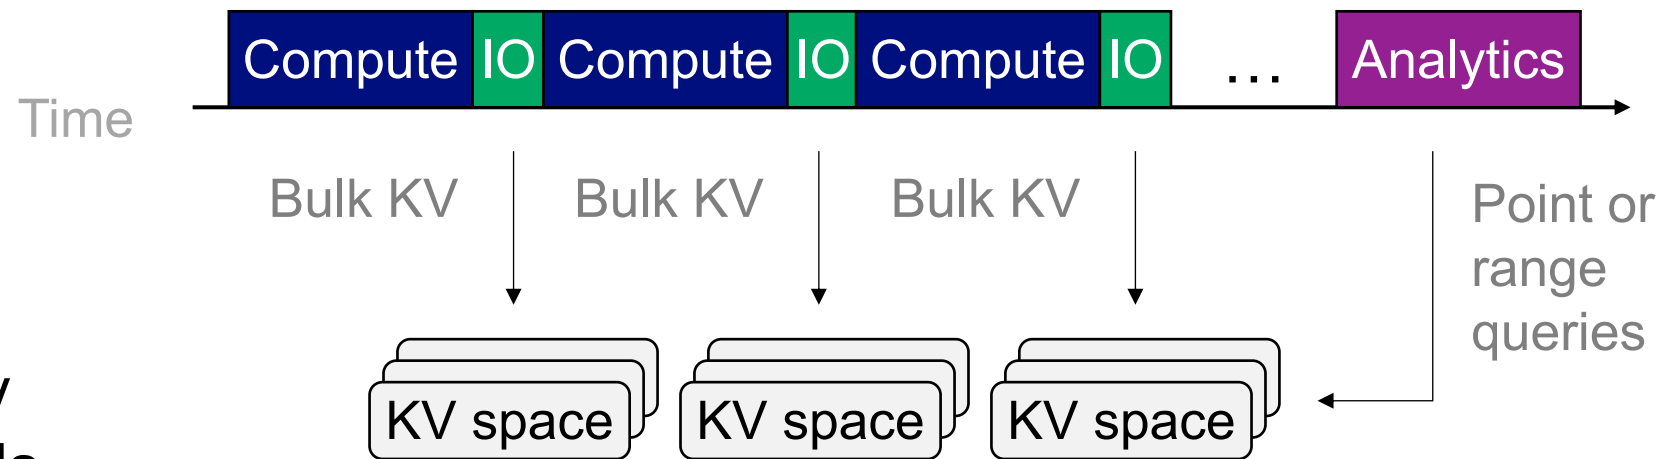 Compute IO Compute IO Compute IO … Analytics
Time
Bulk KV Bulk KV Bulk KV
Point or
range
queries
KV space KV space KV space